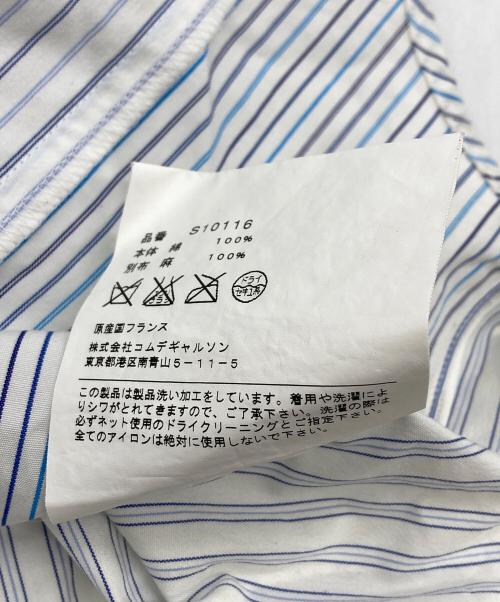 品番 S10116
本体 綿 100%
別布 麻 100%
ドライ
セキユ系
原産国フランス
株式会社コムデギャルソン
東京都港区南青山5-11-5
この製品は製品洗い加工をしています。着用や洗濯によ
りシワがとれてきますので、ご了承下さい。洗濯の際は
必ずネット使用のドライクリーニングとご指定下さい。
全てのアイロンは絶対に使用しないで下さい。